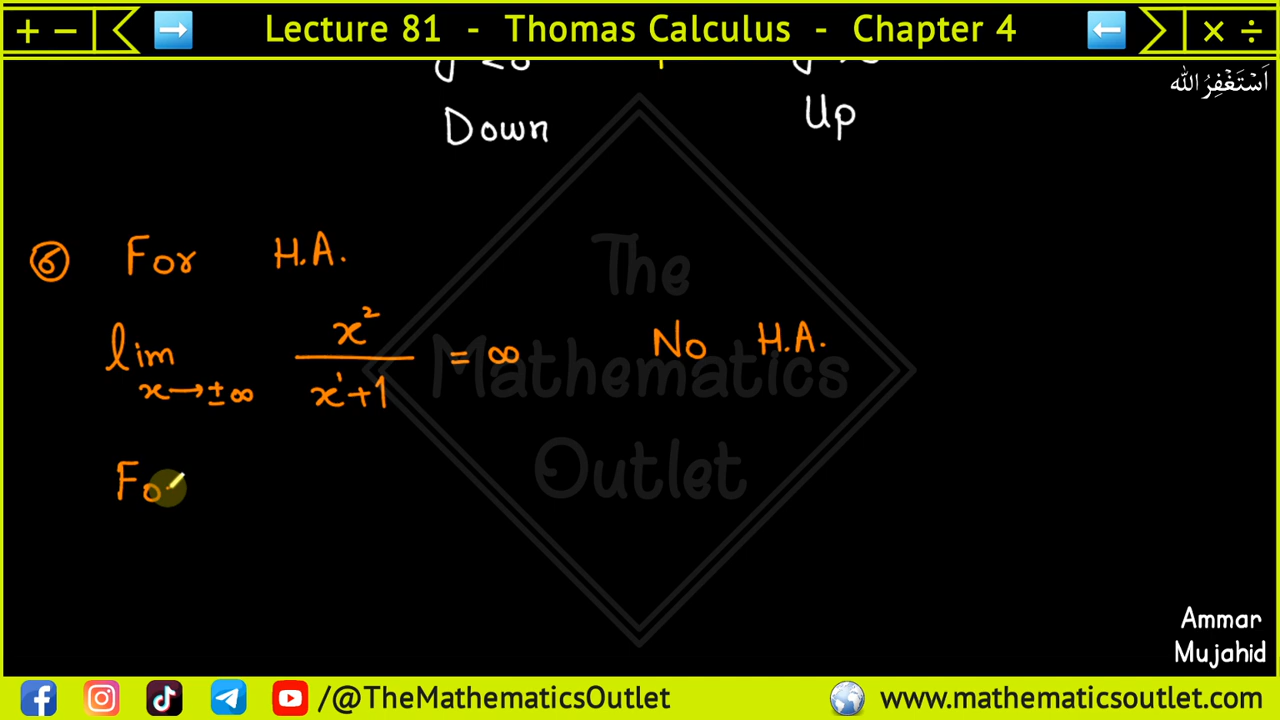 + − ➡ Lecture 81 - Thomas Calculus - Chapter 4 ⬅ × ÷
اَسْتَغْفِرُ اللّٰه
Down Up
⑥ For H.A.
lim x→±∞ x² / x¹+1 = ∞ No H.A.
Fo
The
Mathematics
Outlet
Ammar
Mujahid
/@TheMathematicsOutlet www.mathematicsoutlet.com